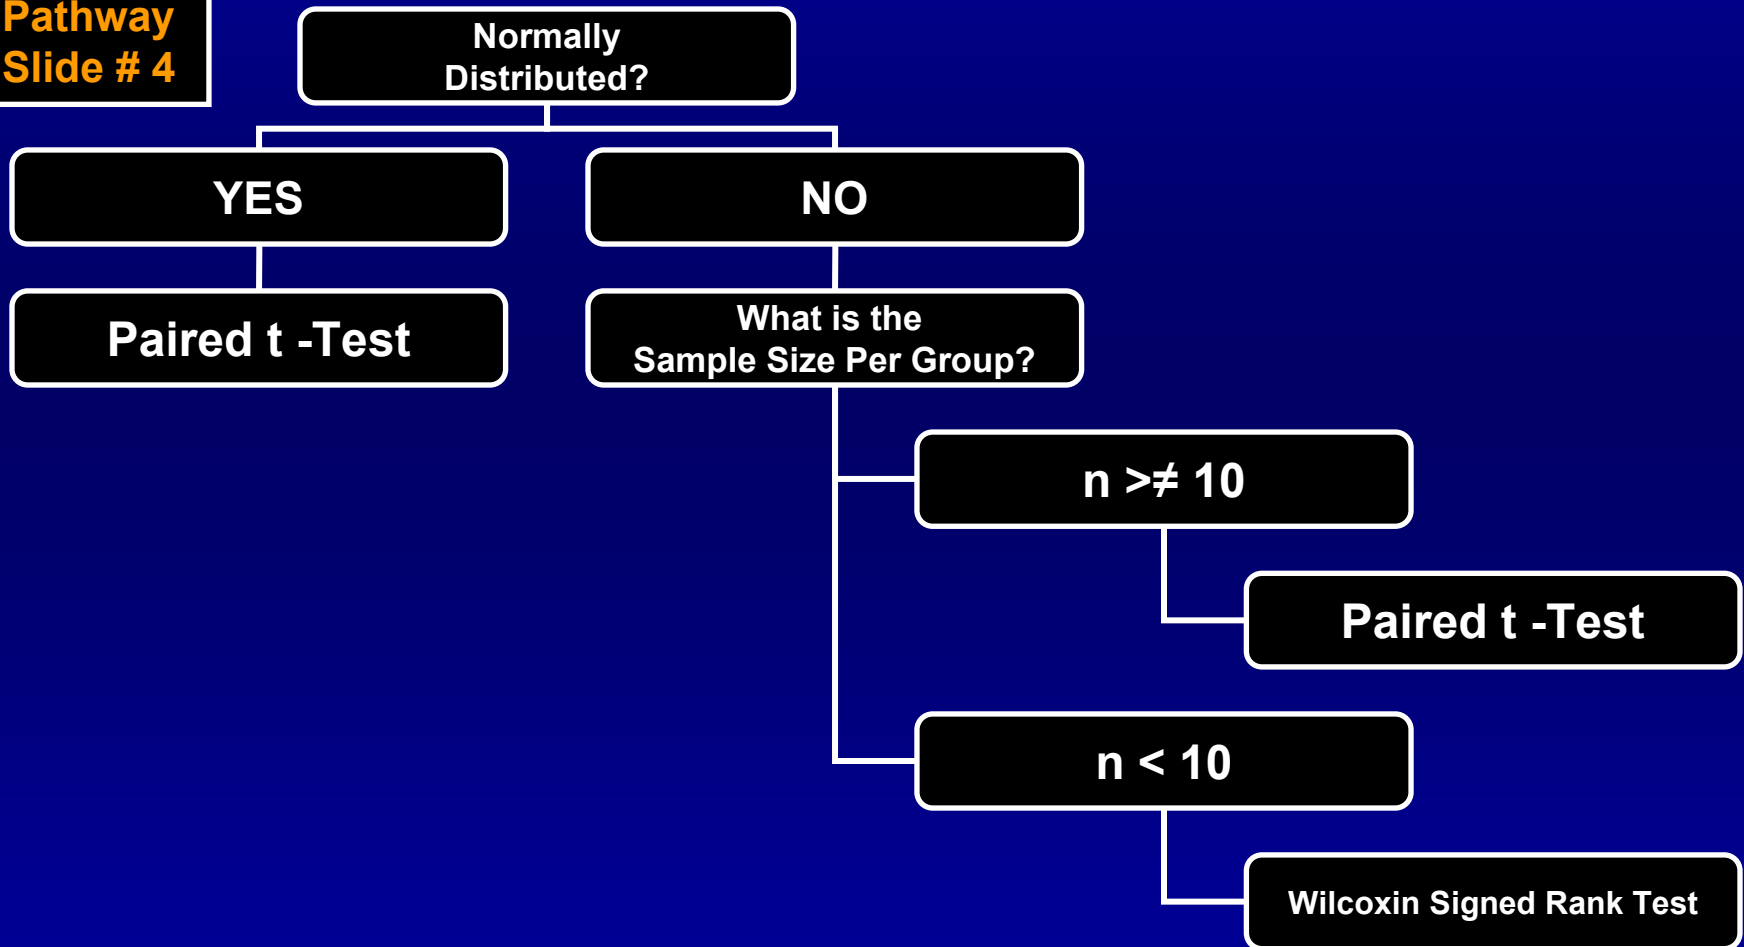 Pathway
Slide # 4
Normally
Distributed?
YES
NO
Paired t -Test
What is the
Sample Size Per Group?
n >≠ 10
Paired t -Test
n < 10
Wilcoxin Signed Rank Test